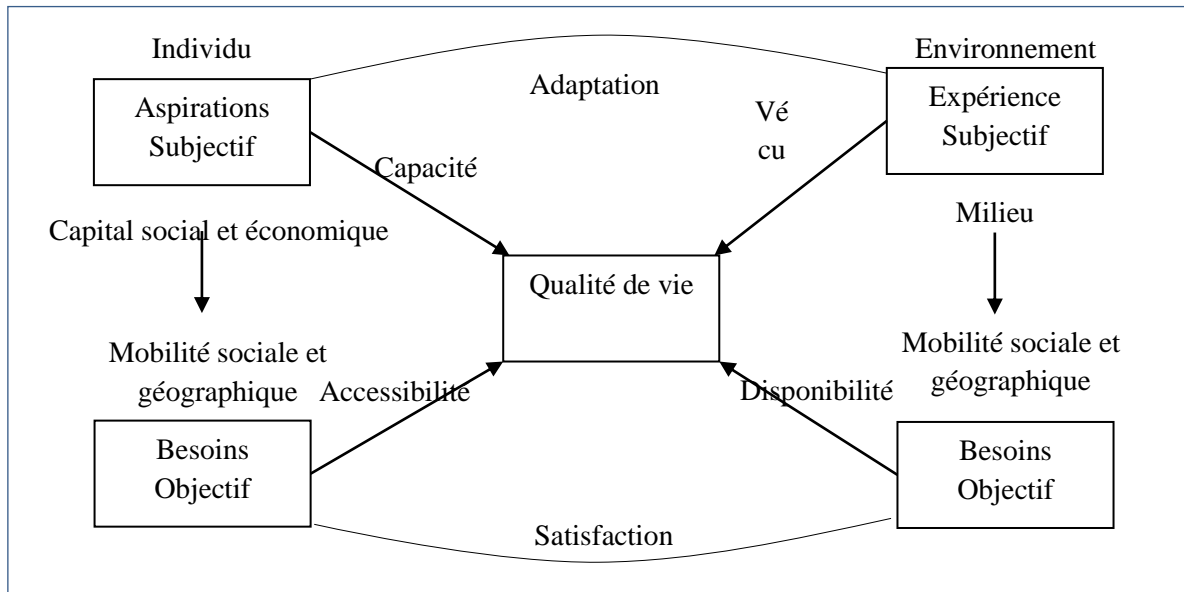 Individu
Environnement
Adaptation
Aspirations
Subjectif
Expérience
Subjectif
Vé
cu
Capacité
Capital social et économique
Milieu
Qualité de vie
Mobilité sociale et
géographique
Mobilité sociale et
géographique
Accessibilité
Disponibilité
Besoins
Objectif
Besoins
Objectif
Satisfaction